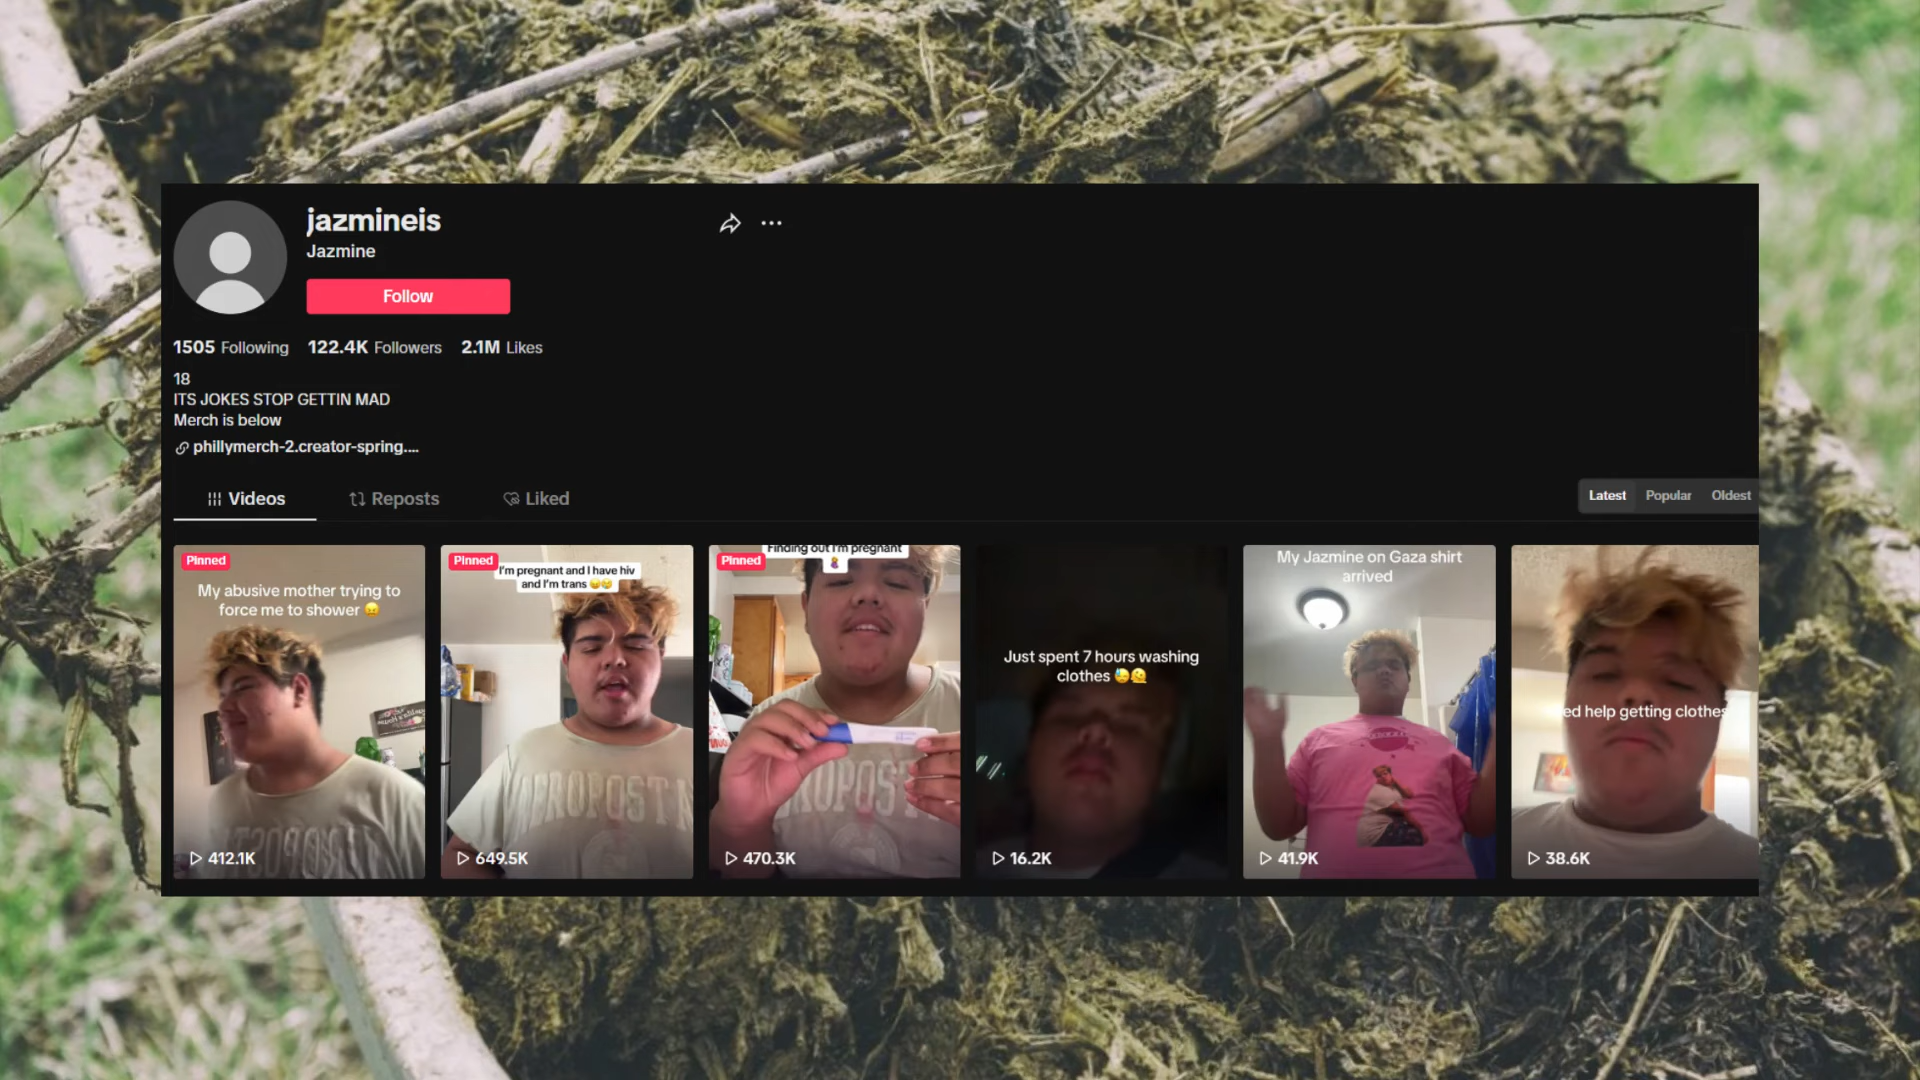 jazmineis
Jazmine
Follow
1505 Following 122.4K Followers 2.1M Likes
18
ITS JOKES STOP GETTIN MAD
Merch is below
phillymerch-2.creator-spring....
Videos Reposts Liked
Latest Popular Oldest
Pinned
My abusive mother trying to
force me to shower 😖
412.1K
Pinned
I'm pregnant and I have hiv
and I'm trans 😔😔
649.5K
Pinned
Finding out I'm pregnant
🤰
470.3K
Just spent 7 hours washing
clothes 😓🫠
16.2K
My Jazmine on Gaza shirt
arrived
41.9K
help getting clothes
38.6K